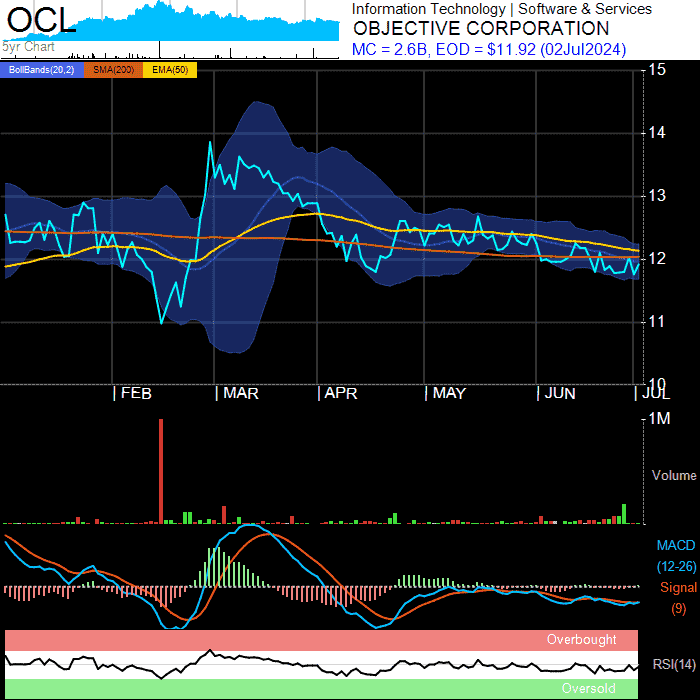 OCL
Information Technology | Software & Services
OBJECTIVE CORPORATION
5yr Chart
MC = 2.6B, EOD = $11.92 (02Jul2024)
BollBands(20,2) SMA(200) EMA(50)
15
14
13
12
11
10
| FEB | MAR | APR | MAY | JUN | JUL
1M
Volume
MACD
(12-26)
Signal
(9)
Overbought
RSI(14)
Oversold